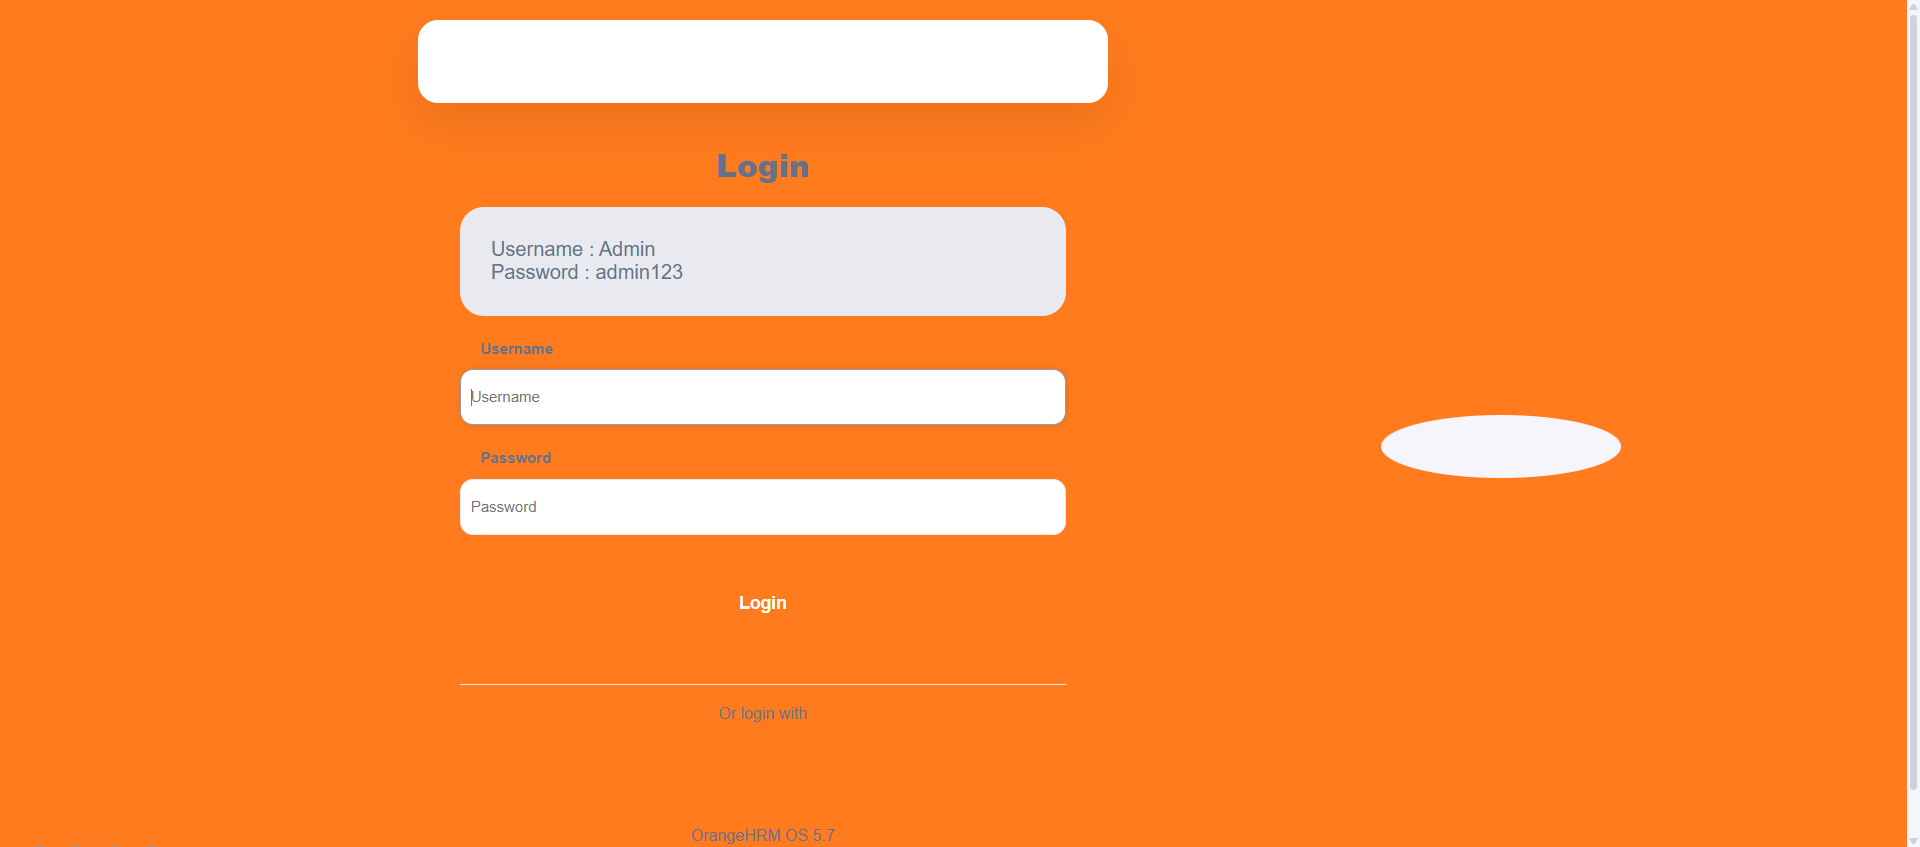 Login
Username : Admin
Password : admin123
Username
Username
Password
Password
Login
Or login with
OrangeHRM OS 5.7